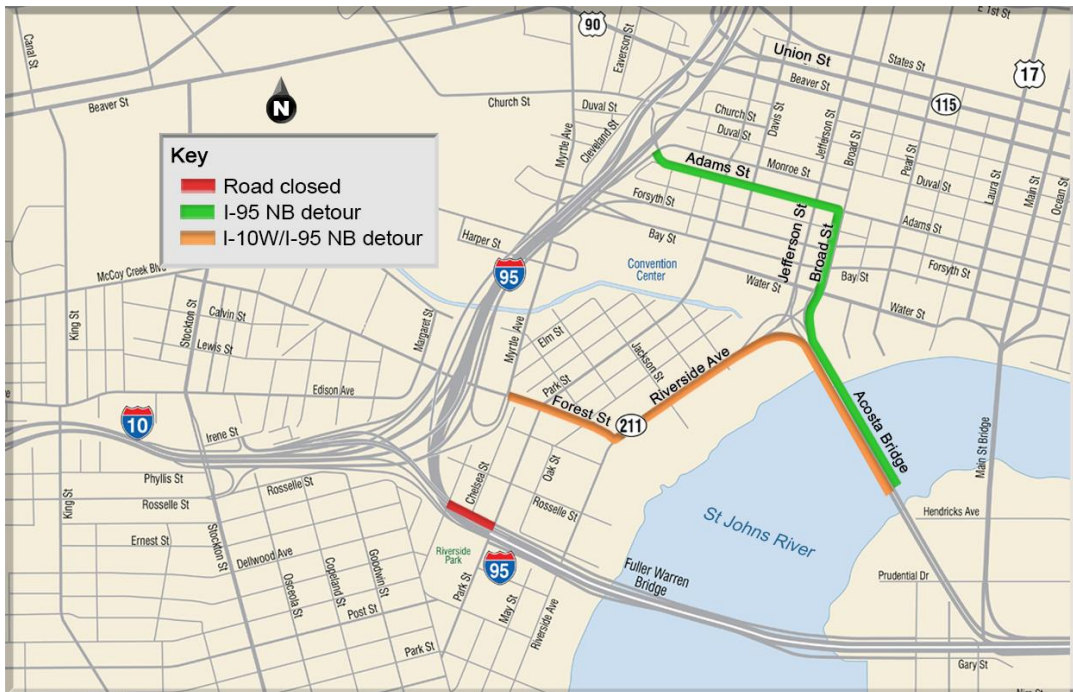 E 1st St
Canal St
90
Eaverson St
Union St
States St
Beaver St
17
115
Beaver St
N
Church St
Duval St
Church St
Davis St
Duval St
Jefferson St
Broad St
Pearl St
Myrtle Ave
Cleveland St
Key
Road closed
I-95 NB detour
I-10W/I-95 NB detour
Adams St
Monroe St
Duval St
Laura St
Main St
Ocean St
Forsyth St
Jefferson St
Broad St
Adams St
Harper St
Bay St
Convention
Center
Water St
Bay St
Forsyth St
McCoy Creek Blvd
95
Water St
King St
Stockton St
Calvin St
Margaret St
Myrtle Ave
Elm St
Lewis St
Jackson St
Riverside Ave
Park St
Edison Ave
Forest St
211
Acosta Bridge
Main St Bridge
10
Irene St
Phyllis St
Rosselle St
Chelsea St
Oak St
King St
Rosselle St
Rosselle St
Hendricks Ave
St Johns River
Ernest St
Stockton St
Dellwood Ave
Riverside
Park
95
Fuller Warren
Bridge
Prudential Dr
Osceola St
Copeland St
Goodwin St
Post St
Park St
May St
Riverside Ave
Park St
Gary St